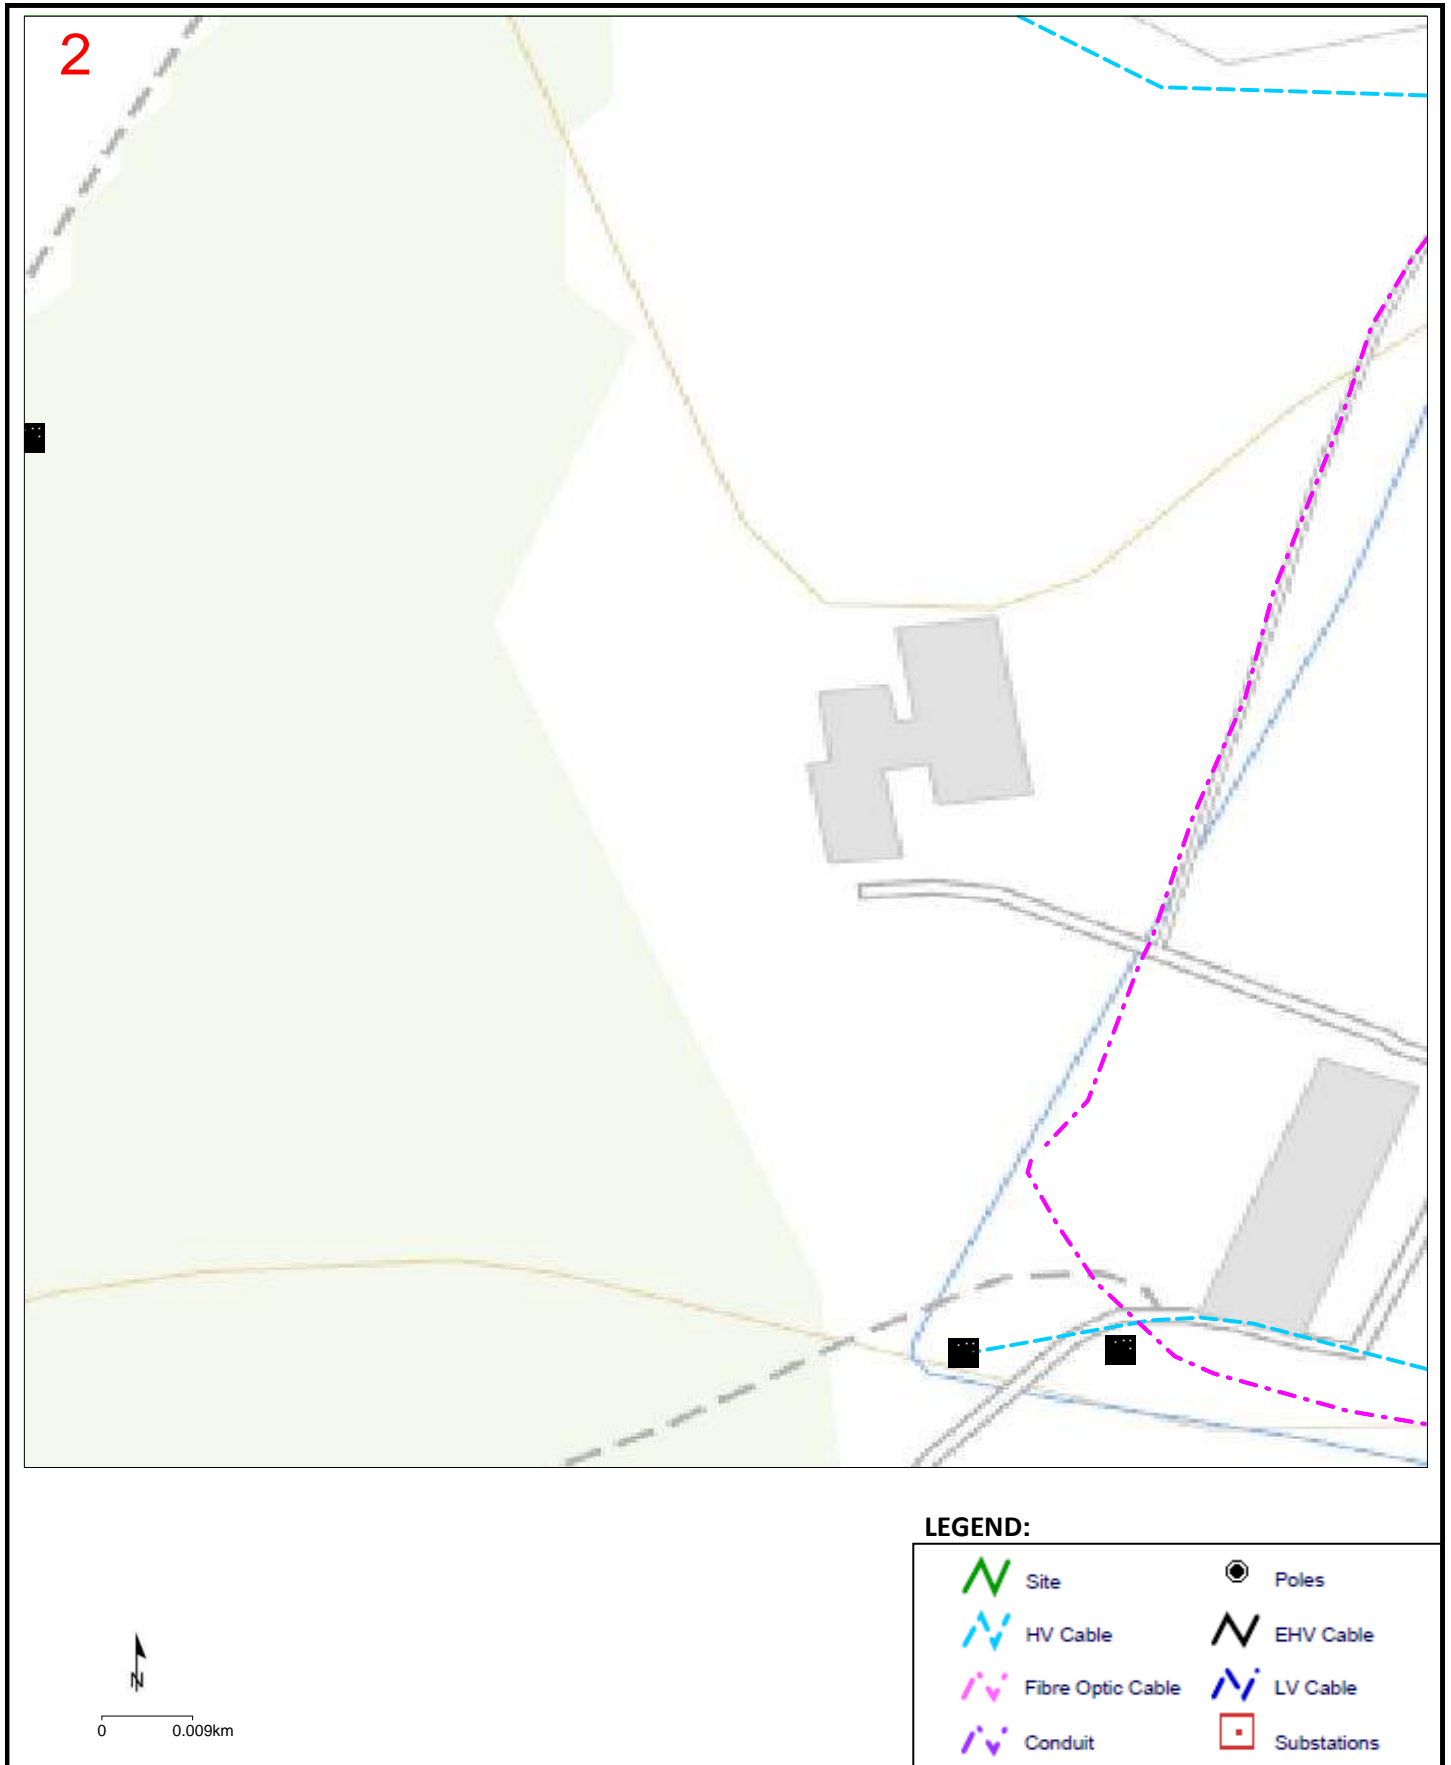 2
LEGEND:
Site
Poles
HV Cable
EHV Cable
Fibre Optic Cable
LV Cable
Conduit
Substations
N
0 0.009km